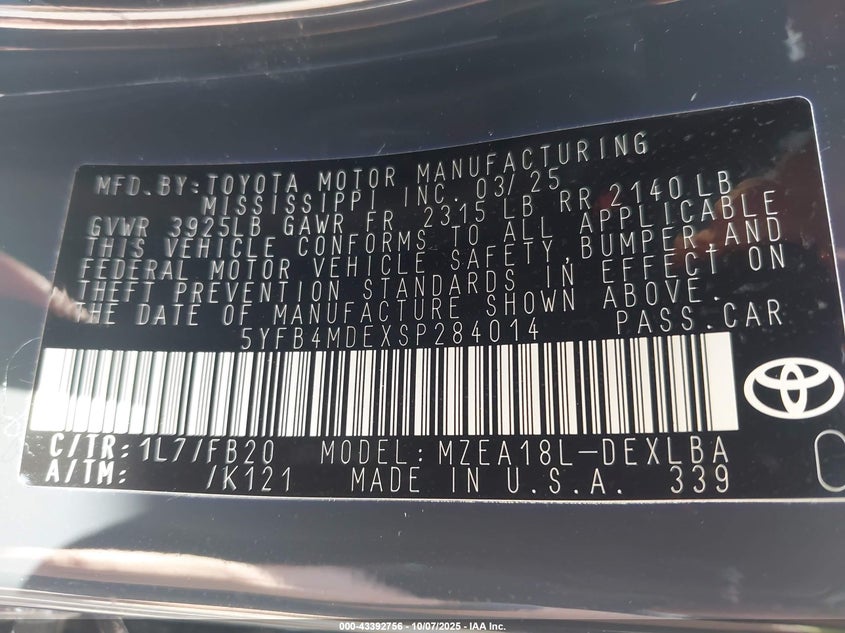 MFD. BY: TOYOTA MOTOR MANUFACTURING
MISSISSIPPI INC. 03/25
GVWR 3925LB GAWR FR 2315 LB RR 2140 LB
THIS VEHICLE CONFORMS TO ALL APPLICABLE
FEDERAL MOTOR VEHICLE SAFETY, BUMPER, AND
THEFT PREVENTION STANDARDS IN EFFECT ON
THE DATE OF MANUFACTURE SHOWN ABOVE.
5YFB4MDEXSP284014 PASS. CAR
C/TR: 1L7/FB20 MODEL: MZEA18L-DEXLBA
A/TM: /K121 MADE IN U.S.A. 339
000-43392756 - 10/07/2025 - IAA Inc.